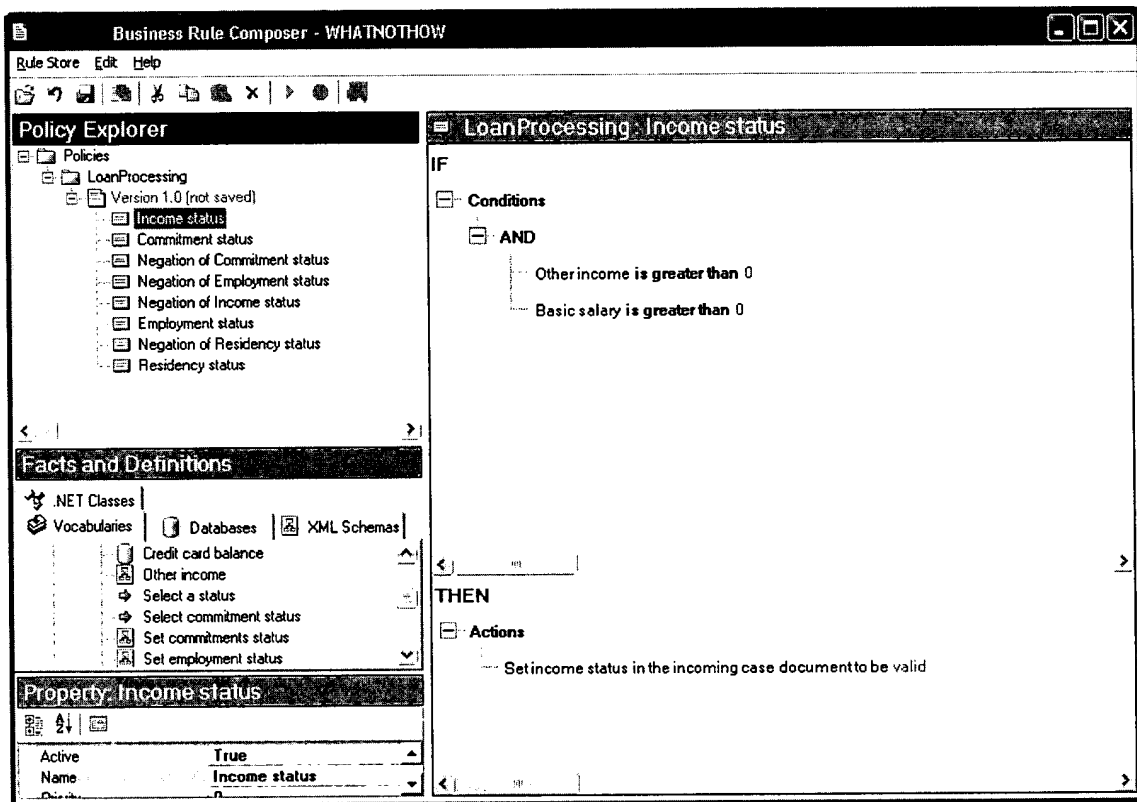 Business Rule Composer - WHATNOTHOW
Rule Store Edit Help
Policy Explorer
Policies
LoanProcessing
Version 1.0 (not saved)
Income status
Commitment status
Negation of Commitment status
Negation of Employment status
Negation of Income status
Employment status
Negation of Residency status
Residency status
Facts and Definitions
.NET Classes
Vocabularies Databases XML Schemas
Credit card balance
Other income
Select a status
Select commitment status
Set commitments status
Set employment status
Property: Income status
Active True
Name Income status
LoanProcessing : Income status
IF
Conditions
AND
Other income is greater than 0
Basic salary is greater than 0
THEN
Actions
Set income status in the incoming case document to be valid